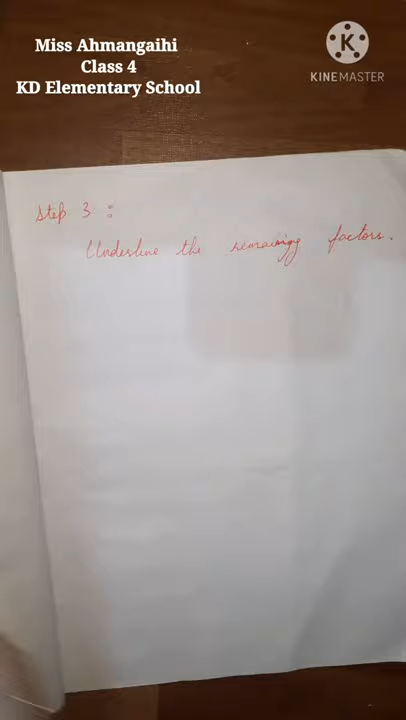 Miss Ahmangaihi
Class 4
KD Elementary School
KINEMASTER
Step 3 :
Underline the remaining factors.